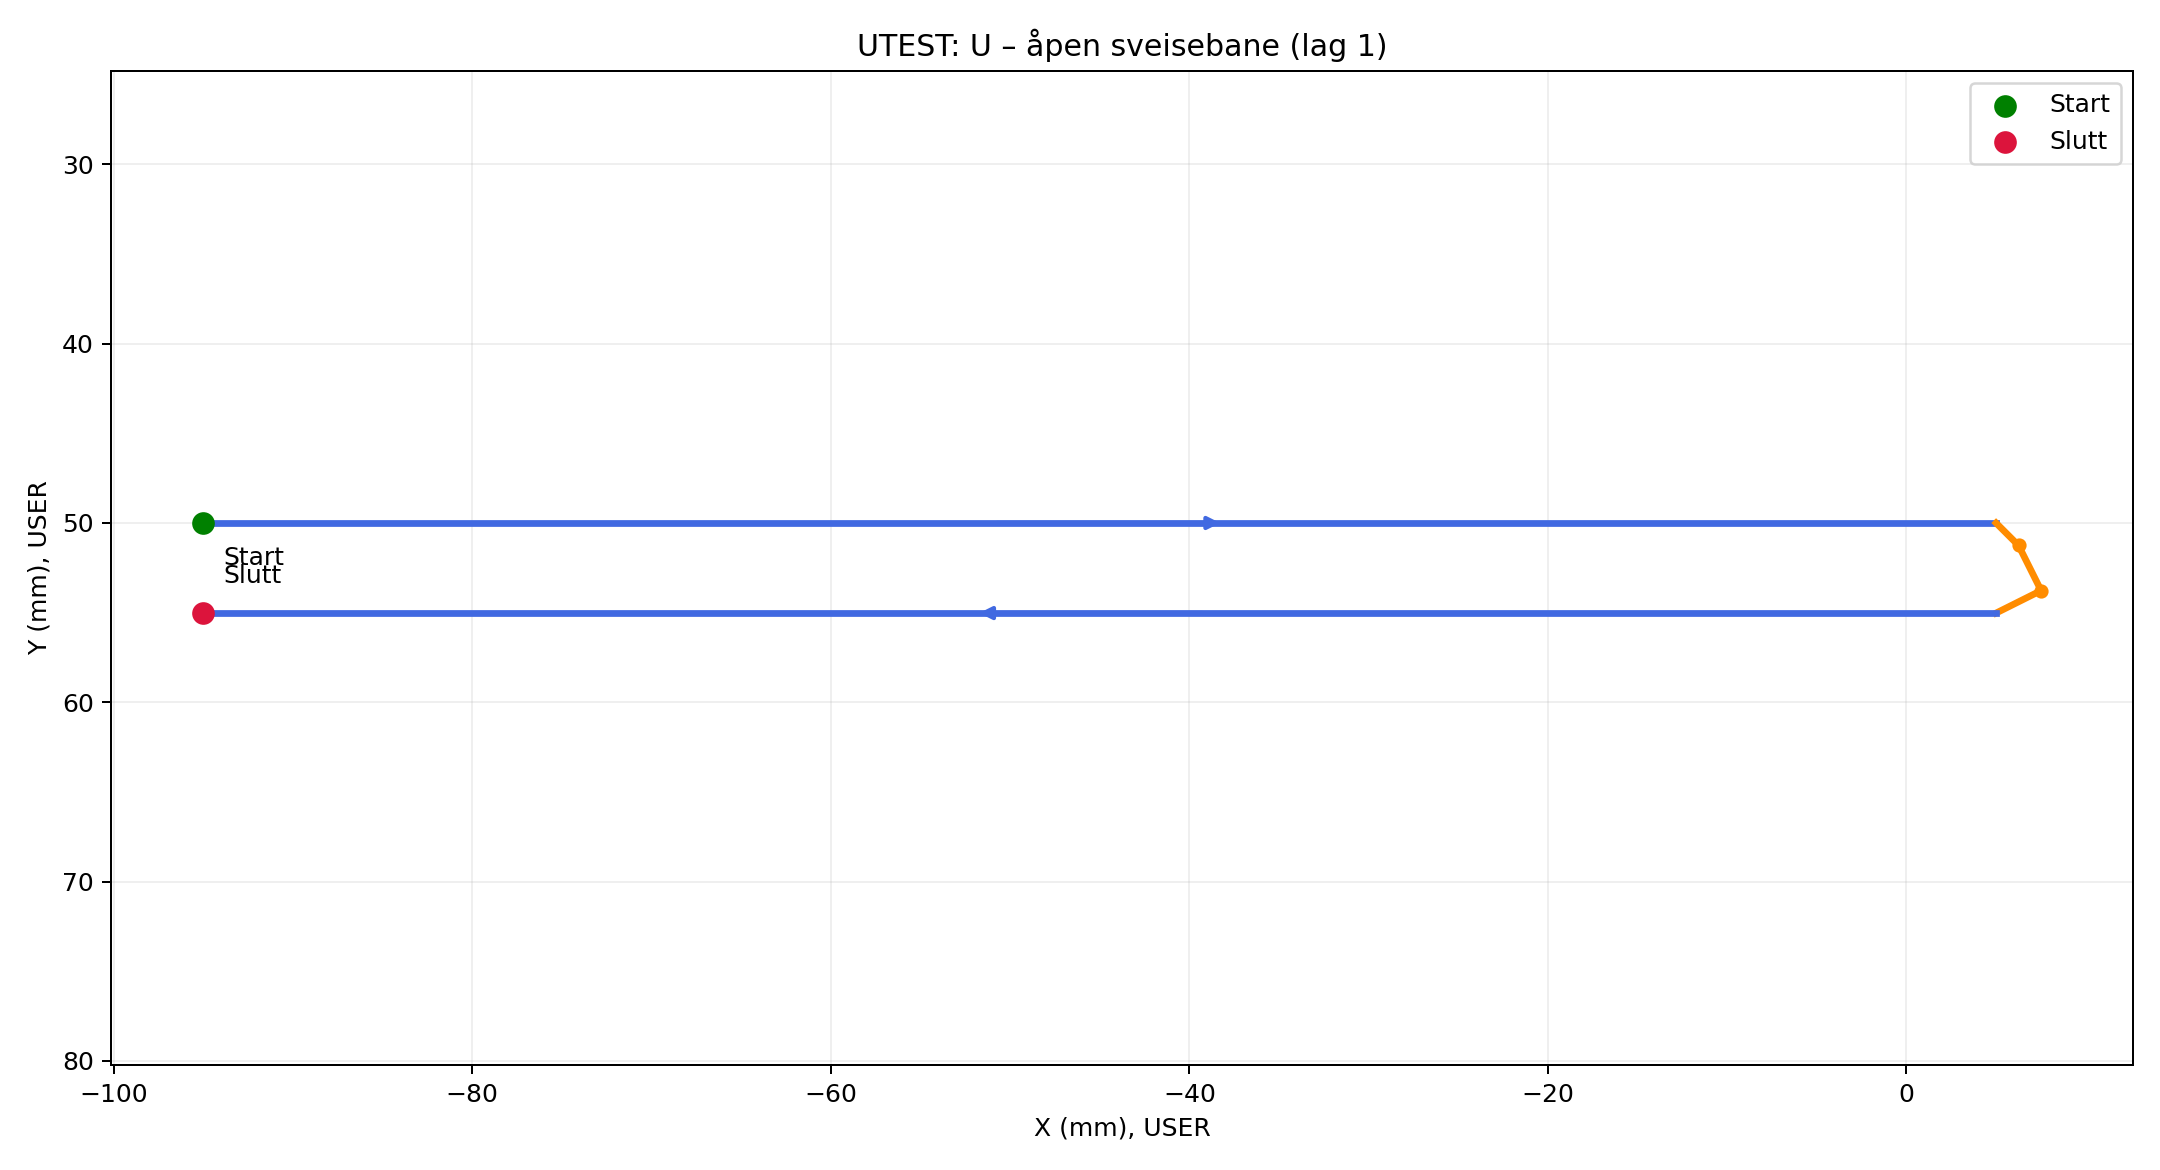 UTEST: U – åpen sveisebane (lag 1)
Start
Slutt
30
40
50
60
70
80
Y (mm), USER
Start
Slutt
−100
−80
−60
−40
−20
0
X (mm), USER